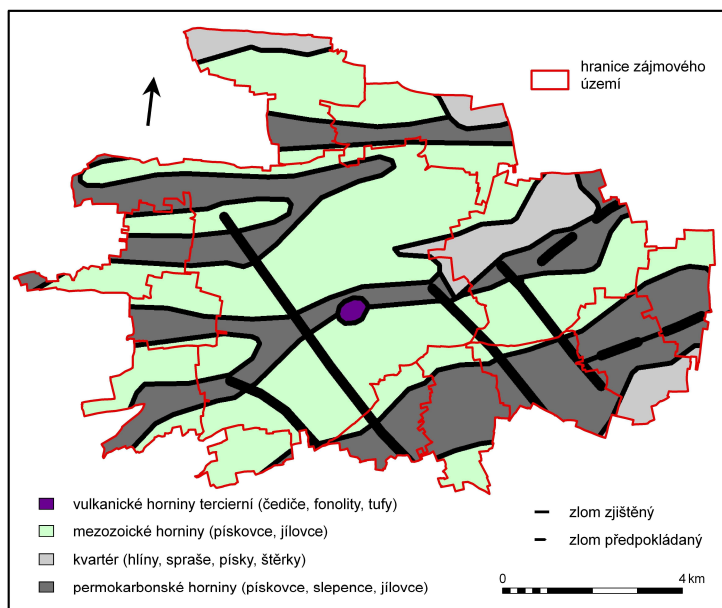 hranice zájmového
území
vulkanické horniny tercierní (čediče, fonolity, tufy)
mezozoické horniny (pískovce, jílovce)
kvartér (hlíny, spraše, písky, štěrky)
permokarbonské horniny (pískovce, slepence, jílovce)
zlom zjištěný
zlom předpokládaný
0 4 km